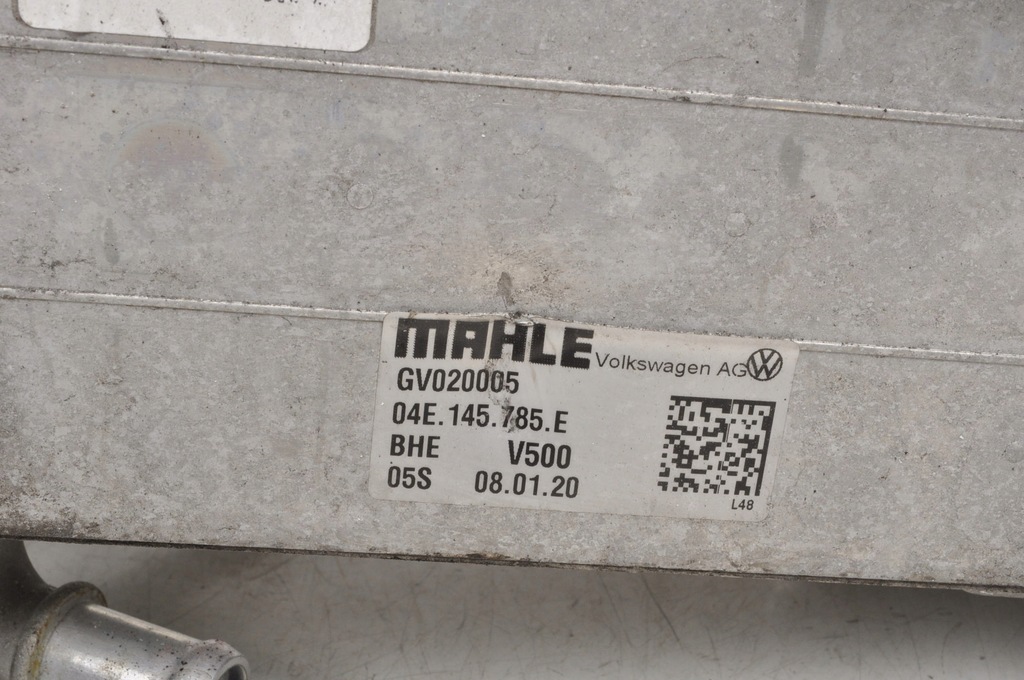 MAHLE Volkswagen AG
GV020005
04E.145.785.E
BHE V500
05S 08.01.20
L48